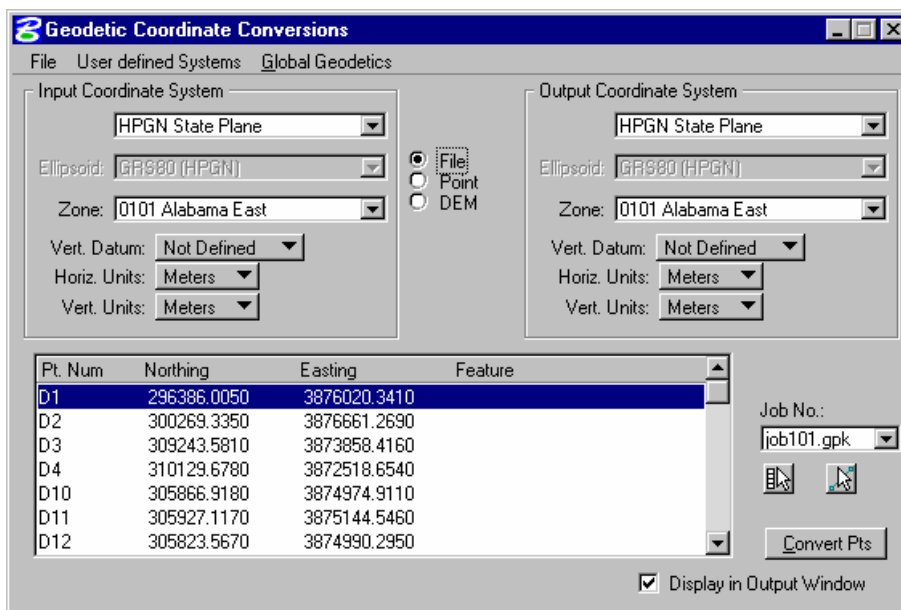 Geodetic Coordinate Conversions
File User defined Systems Global Geodetics
Input Coordinate System
HPGN State Plane
Ellipsoid: GRS80 (HPGN)
Zone: 0101 Alabama East
Vert. Datum: Not Defined
Horiz. Units: Meters
Vert. Units: Meters
File
Point
DEM
Output Coordinate System
HPGN State Plane
Ellipsoid: GRS80 (HPGN)
Zone: 0101 Alabama East
Vert. Datum: Not Defined
Horiz. Units: Meters
Vert. Units: Meters
Pt. Num Northing Easting Feature
D1 296386.0050 3876020.3410
D2 300269.3350 3876661.2690
D3 309243.5810 3873858.4160
D4 310129.6780 3872518.6540
D10 305866.9180 3874974.9110
D11 305927.1170 3875144.5460
D12 305823.5670 3874990.2950
Job No.:
job101.gpk
Convert Pts
Display in Output Window